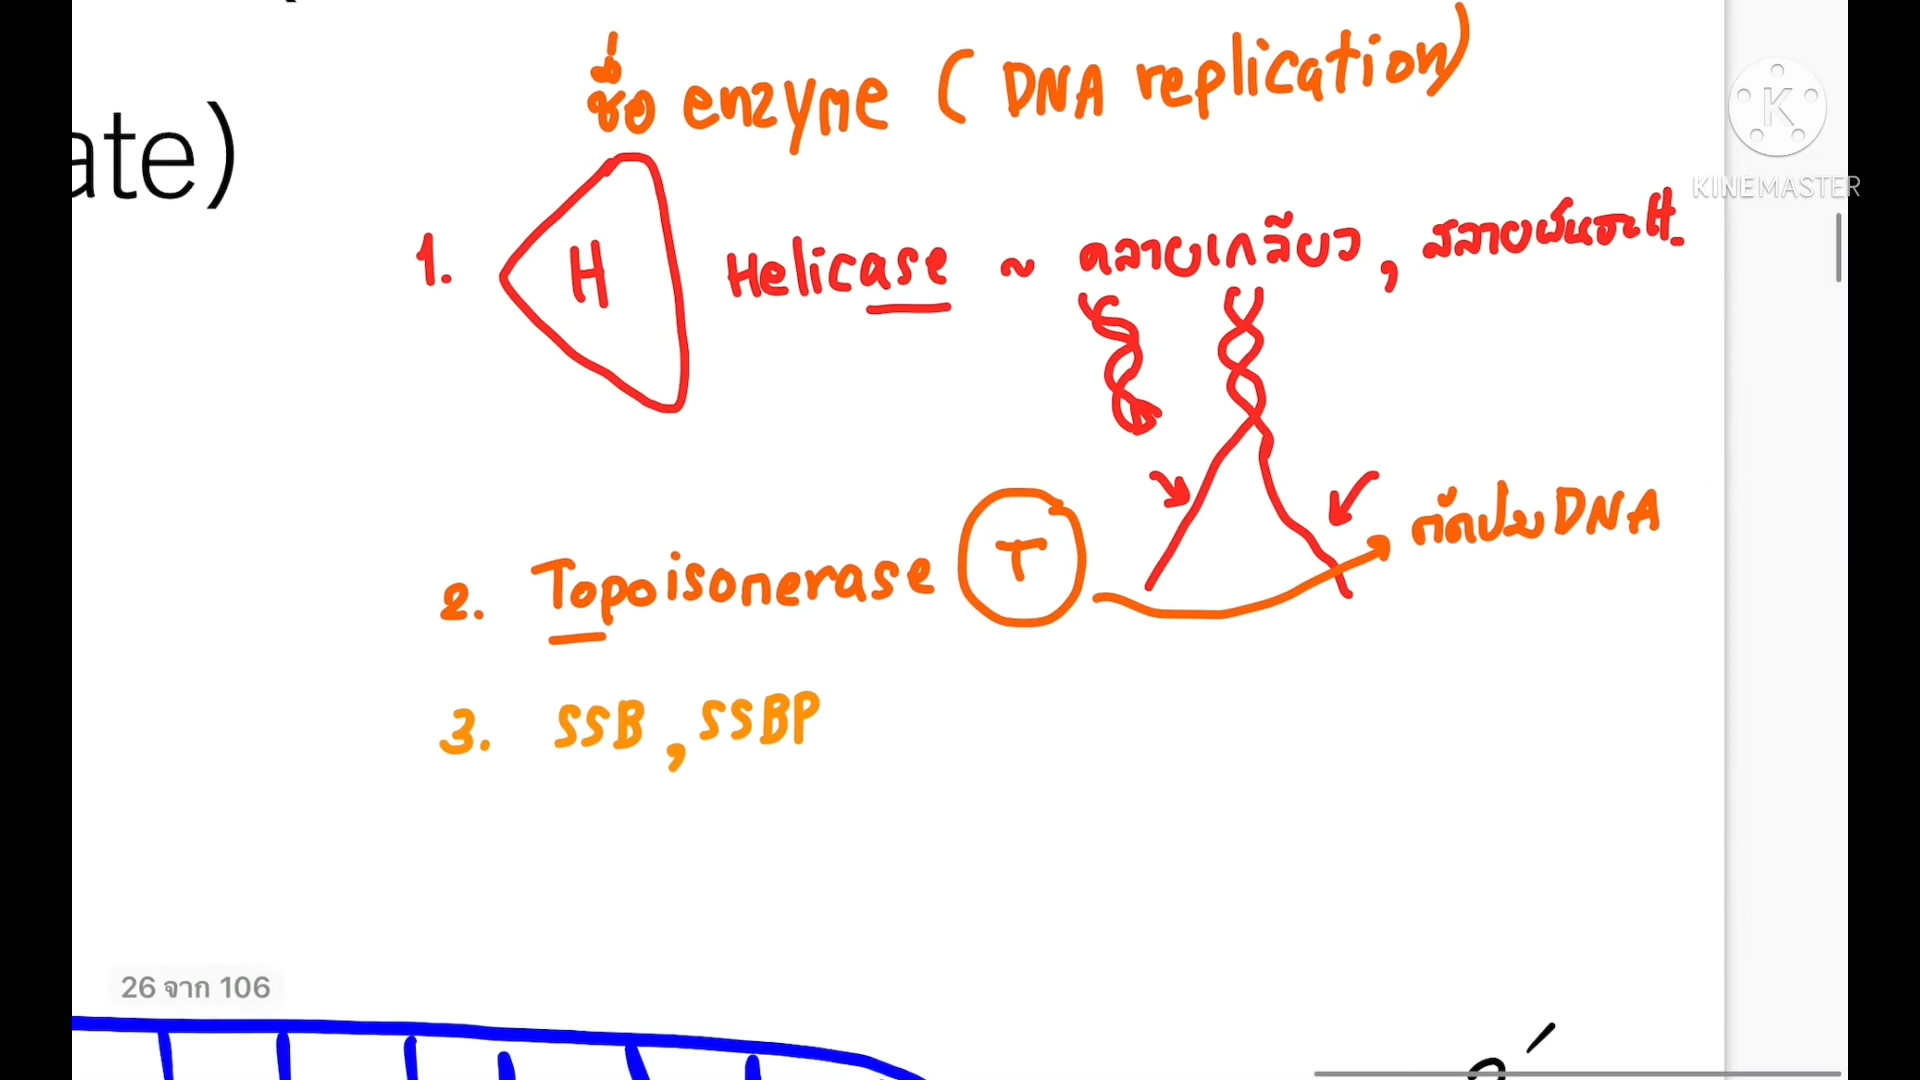 ชื่อ enzyme ( DNA replication)
ate)
KINEMASTER
1. H Helicase ~ คลายเกลียว, สลายพันธะ H.
2. Topoisonerase T ตัดปม DNA
3. SSB, SSBP
26 จาก 106